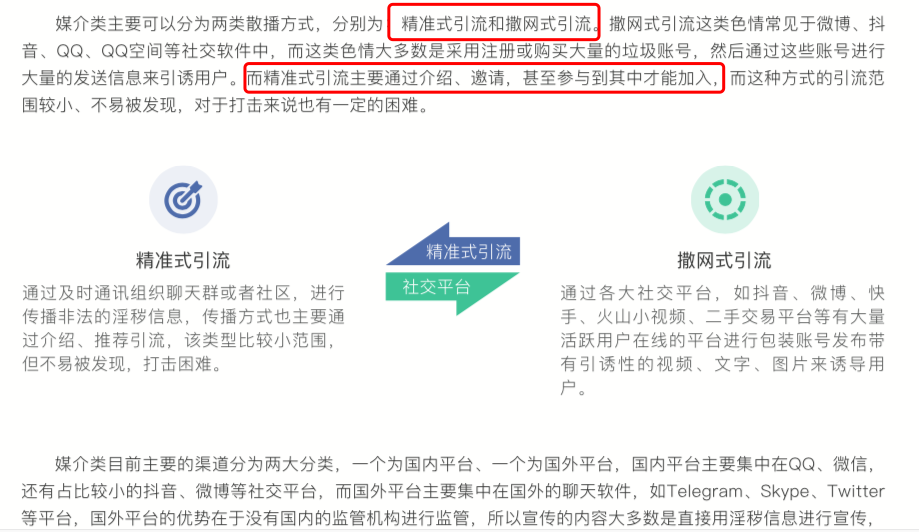 媒介类主要可以分为两类散播方式，分别为 精准式引流和撒网式引流。撒网式引流这类色情常见于微博、抖
音、QQ、QQ空间等社交软件中，而这类色情大多数是采用注册或购买大量的垃圾账号，然后通过这些账号进行
大量的发送信息来引诱用户。而精准式引流主要通过介绍、邀请，甚至参与到其中才能加入，而这种方式的引流范
围较小、不易被发现，对于打击来说也有一定的困难。
精准式引流
通过及时通讯组织聊天群或者社区，进行
传播非法的淫秽信息，传播方式也主要通
过介绍、推荐引流，该类型比较小范围，
但不易被发现，打击困难。
精准式引流
社交平台
撒网式引流
通过各大社交平台，如抖音、微博、快
手、火山小视频、二手交易平台等有大量
活跃用户在线的平台进行包装账号发布带
有引诱性的视频、文字、图片来诱导用
户。
媒介类目前主要的渠道分为两大分类，一个为国内平台、一个为国外平台，国内平台主要集中在QQ、微信，
还有占比较小的抖音、微博等社交平台，而国外平台主要集中在国外的聊天软件，如Telegram、Skype、Twitter
等平台，国外平台的优势在于没有国内的监管机构进行监管，所以宣传的内容大多数是直接用淫秽信息进行宣传，